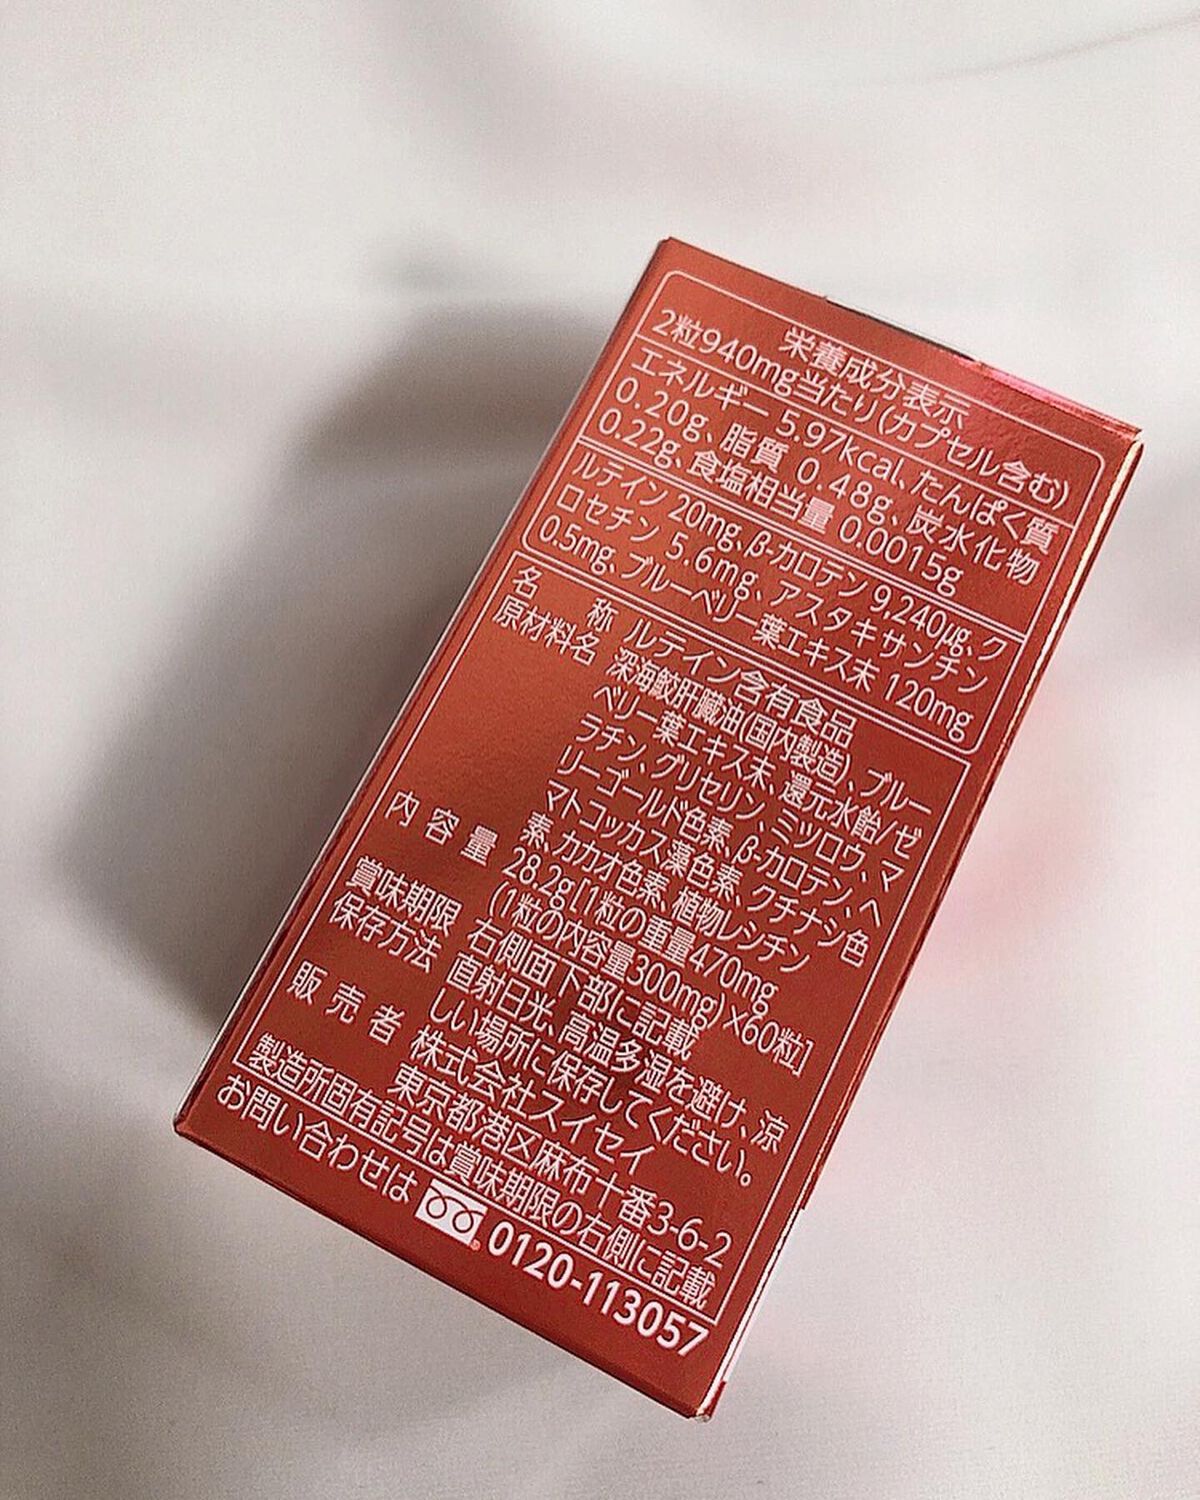 栄養成分表示
2粒940mg当たり(カプセル含む)
エネルギー 5.97kcal、たんぱく質
0.20g、脂質 0.48g、炭水化物
0.22g、食塩相当量 0.0015g
ルテイン 20mg、β-カロテン 9,240μg、ク
ロセチン 5.6mg、アスタキサンチン
0.5mg、ブルーベリー葉エキス末 120mg
名称 ルテイン含有食品
原材料名 深海鮫肝臓油(国内製造)、ブルー
ベリー葉エキス末、還元水飴/ゼ
ラチン、グリセリン、ミツロウ、マ
リーゴールド色素、β-カロテン、ヘ
マトコッカス藻色素、クチナシ色
素、カカオ色素、植物レシチン
内容量 28.2g[1粒の重量470mg
(1粒の内容量300mg)×60粒]
賞味期限 右側面下部に記載
保存方法 直射日光、高温多湿を避け、涼
しい場所に保存してください。
販売者 株式会社スイセイ
東京都港区麻布十番3-6-2
製造所固有記号は賞味期限の右側に記載
お問い合わせは 0120-113057